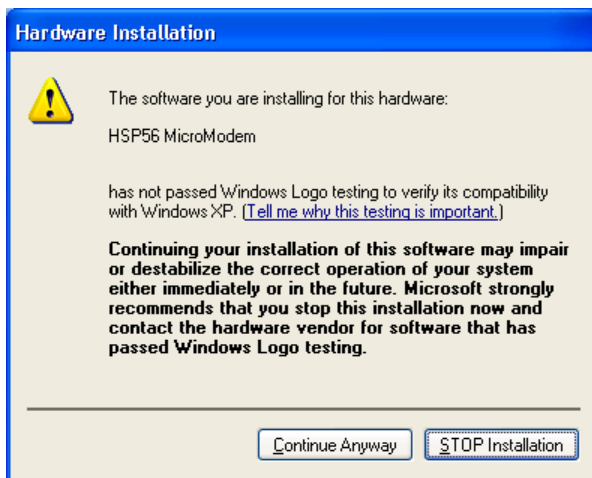 Hardware Installation
The software you are installing for this hardware:
HSP56 MicroModem
has not passed Windows Logo testing to verify its compatibility
with Windows XP. (Tell me why this testing is important.)
Continuing your installation of this software may impair
or destabilize the correct operation of your system
either immediately or in the future. Microsoft strongly
recommends that you stop this installation now and
contact the hardware vendor for software that has
passed Windows Logo testing.
Continue Anyway
STOP Installation